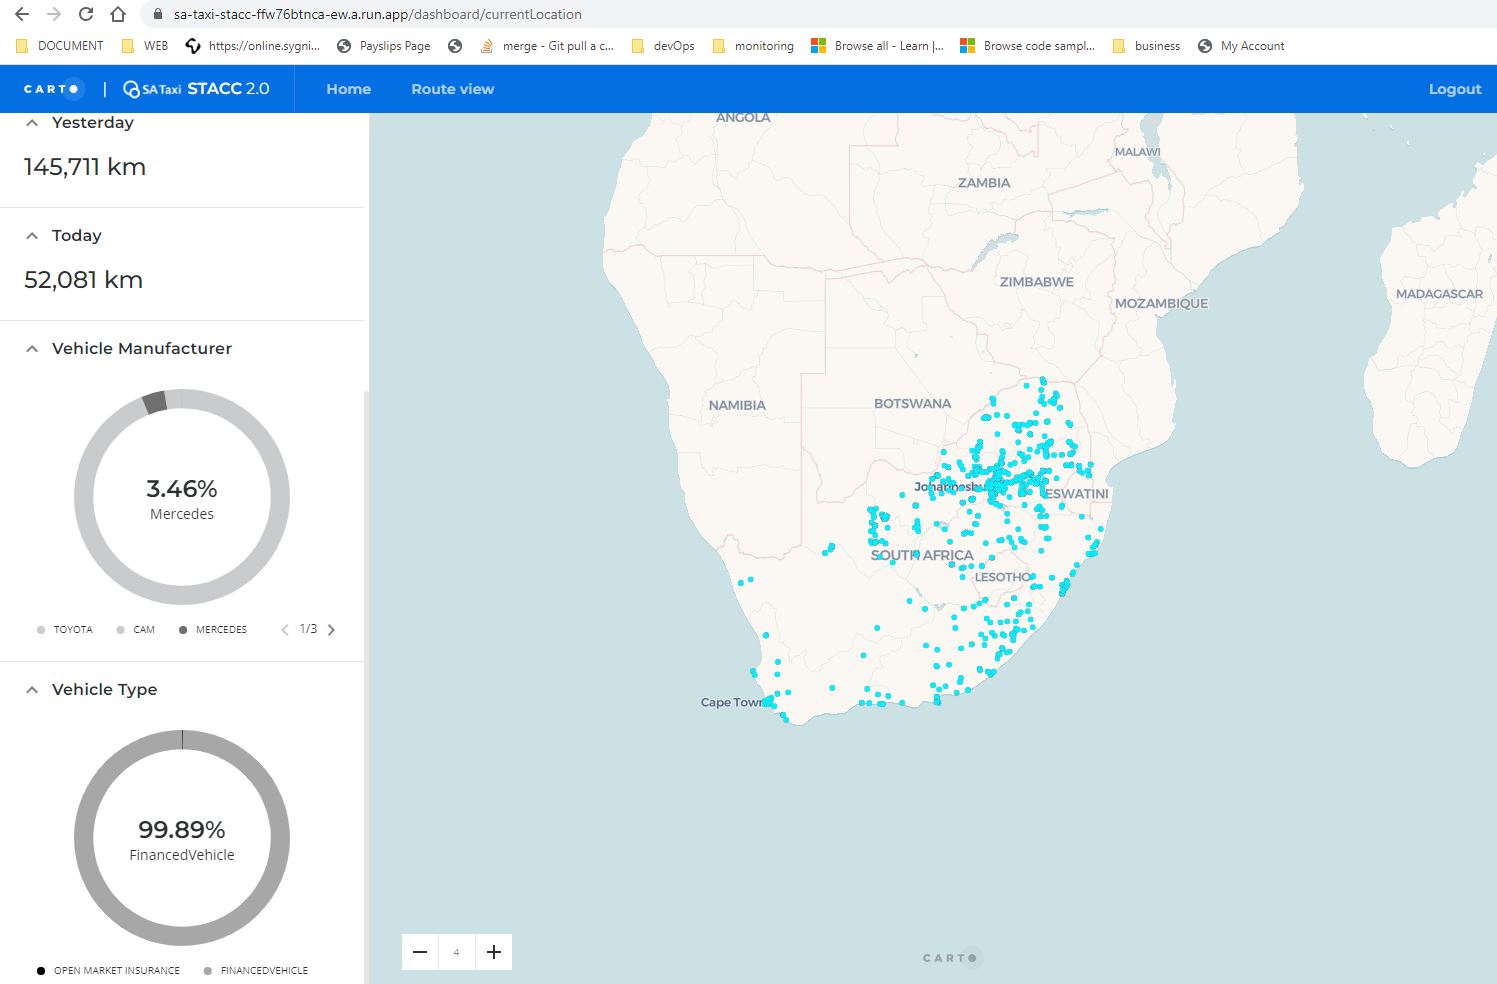 sa-taxi-stacc-ffw76btnca-ew.a.run.app/dashboard/currentLocation
DOCUMENT WEB https://online.sygni... Payslips Page merge - Git pull a c... devOps monitoring Browse all - Learn |... Browse code sampl... business My Account
CARTO | SA Taxi STACC 2.0 Home Route view Logout
Yesterday
145,711 km
Today
52,081 km
Vehicle Manufacturer
3.46%
Mercedes
TOYOTA CAM MERCEDES 1/3
Vehicle Type
99.89%
FinancedVehicle
OPEN MARKET INSURANCE FINANCEDVEHICLE
ANGOLA
MALAWI
ZAMBIA
ZIMBABWE
MOZAMBIQUE
MADAGASCAR
NAMIBIA
BOTSWANA
ESWATINI
SOUTH AFRICA
LESOTHO
Cape Town
4
CARTO